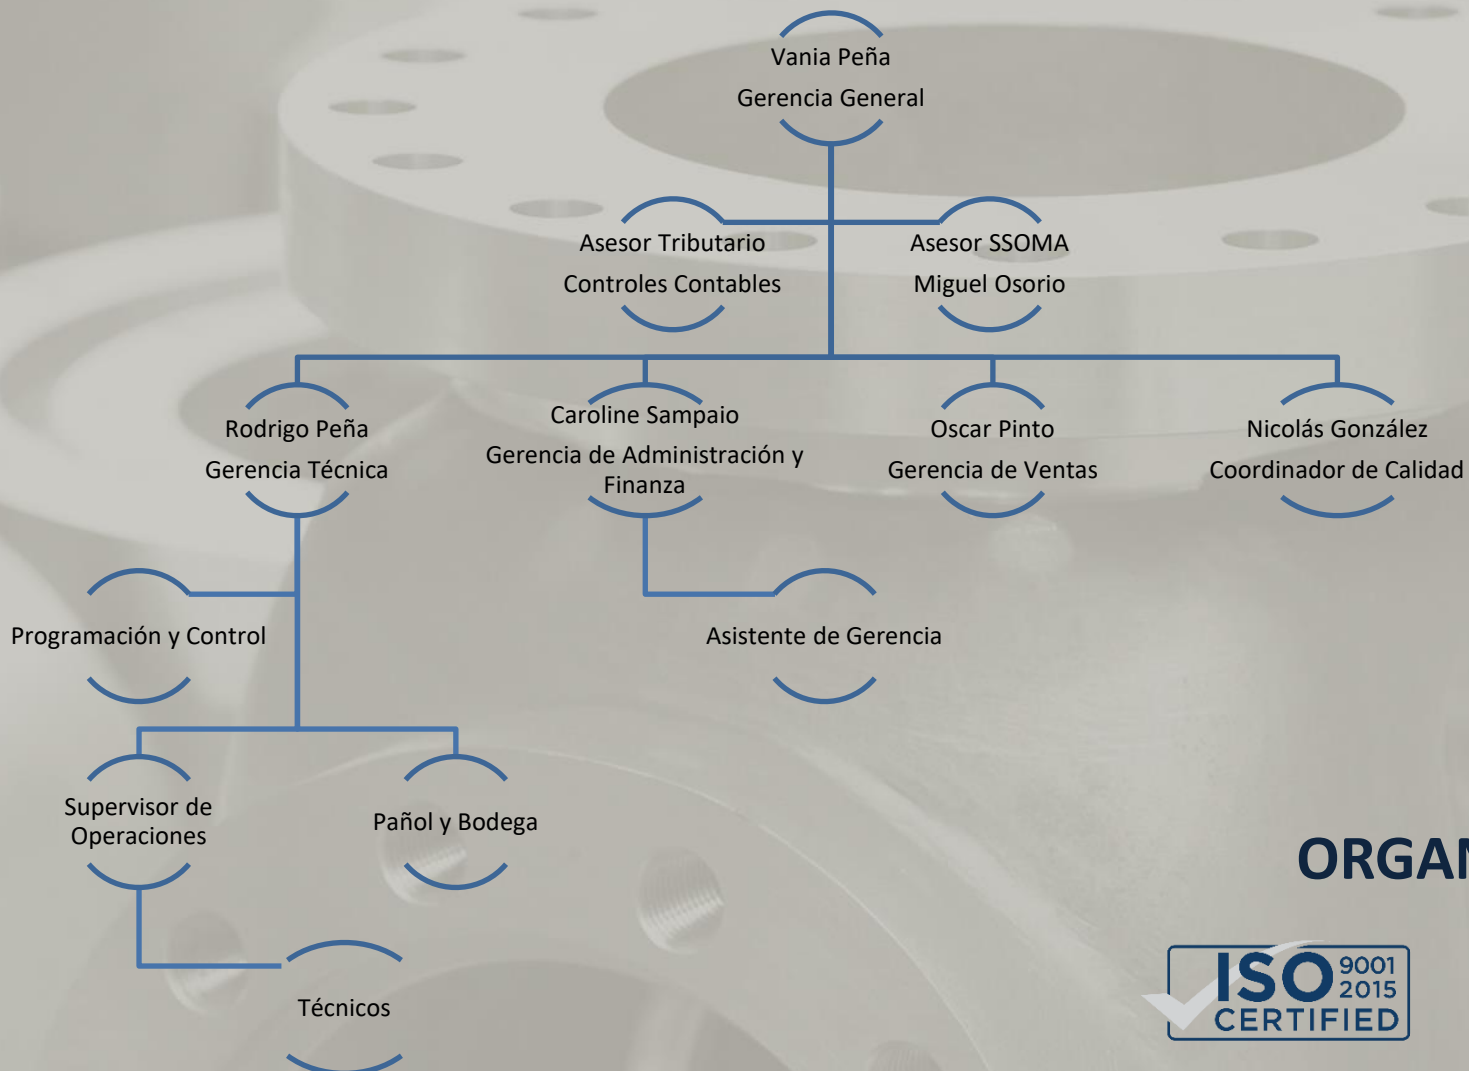 Vania Peña
Gerencia General
Asesor Tributario
Controles Contables
Asesor SSOMA
Miguel Osorio
Rodrigo Peña
Gerencia Técnica
Caroline Sampaio
Gerencia de Administración y
Finanza
Oscar Pinto
Gerencia de Ventas
Nicolás González
Coordinador de Calidad
Programación y Control
Asistente de Gerencia
Supervisor de
Operaciones
Pañol y Bodega
Técnicos
ORGAN
ISO 9001
2015
CERTIFIED